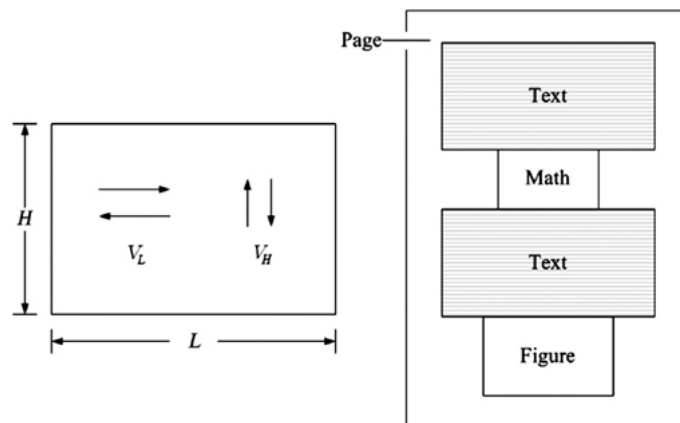 H
V_L
V_H
L
Page
Text
Math
Text
Figure